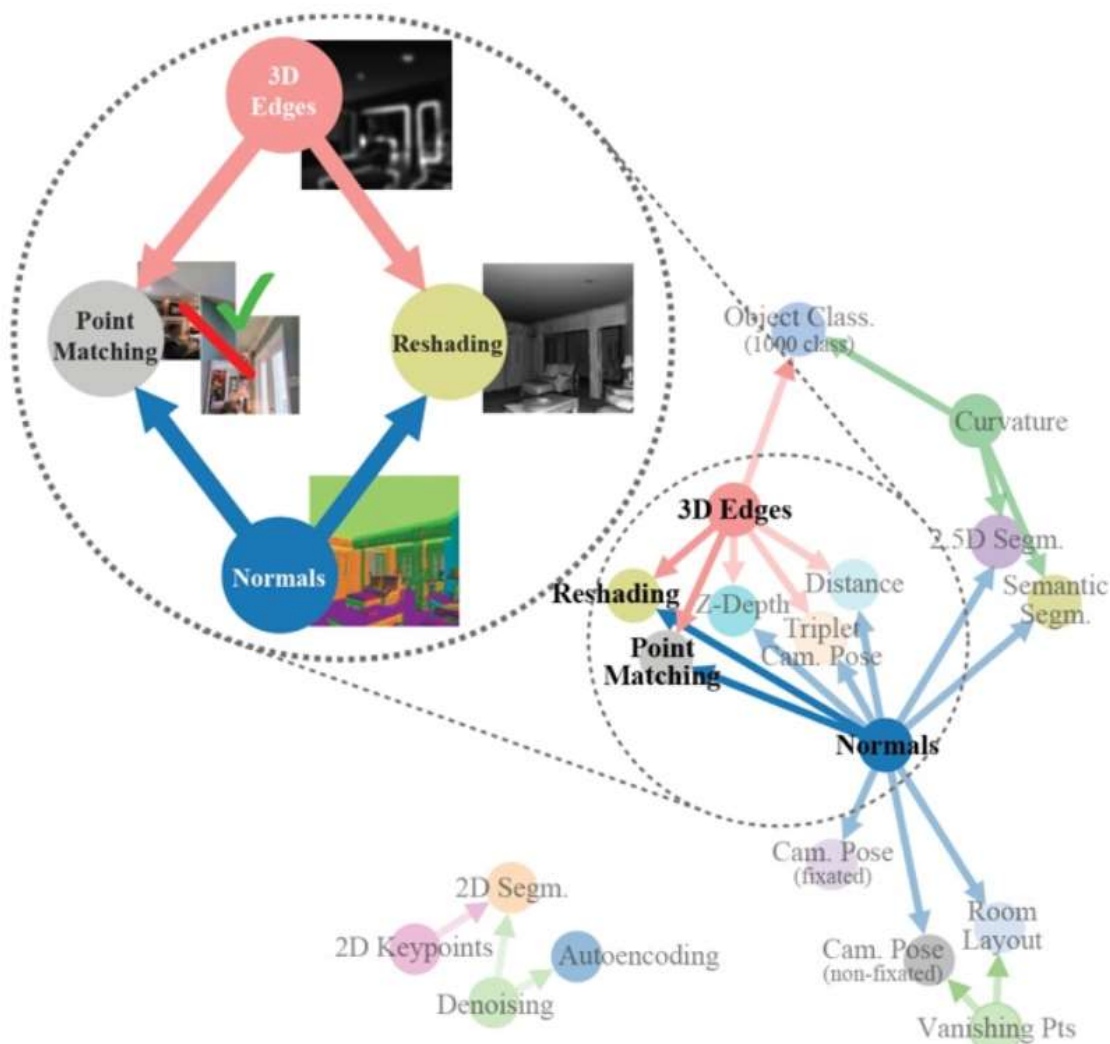 3D
Edges
Point
Matching
Reshading
Normals
Object Class.
(1000 class)
Curvature
3D Edges
2.5D Segm.
Distance
Semantic
Segm.
Reshading
Z-Depth
Triplet
Cam. Pose
Point
Matching
Normals
Cam. Pose
(fixated)
2D Segm.
Room
Layout
2D Keypoints
Autoencoding
Cam. Pose
(non-fixated)
Denoising
Vanishing Pts